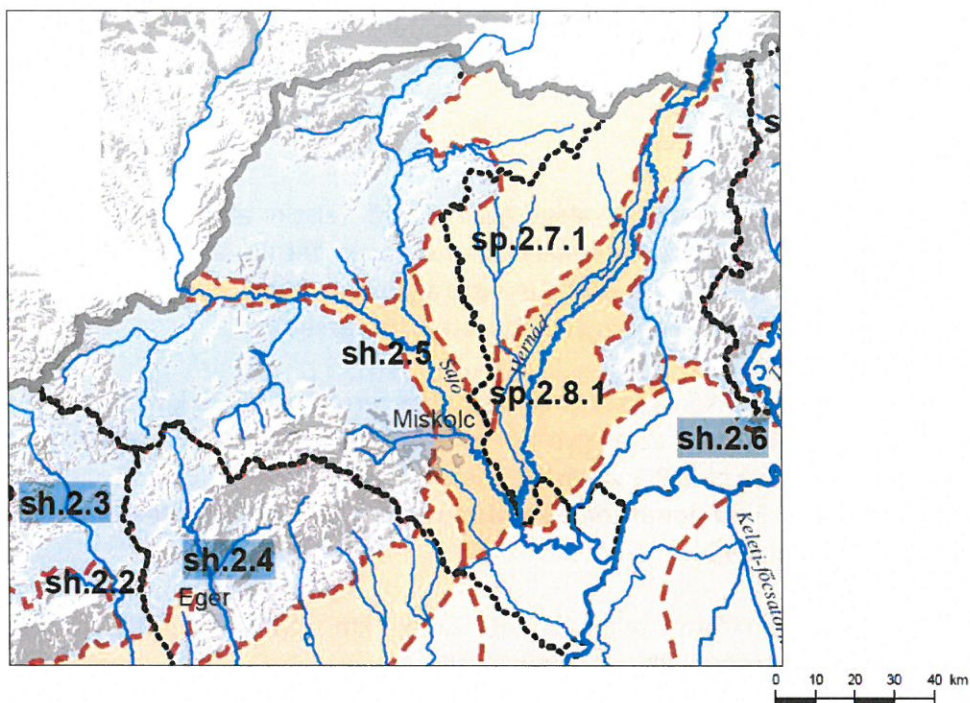 sp.2.7.1
Hernád
sh.2.5
Sajó
sp.2.8.1
Miskolc
sh.2.6
sh.2.3
sh.2.4
sh.2.2
Eger
Keleti-főcsatorn
0 10 20 30 40 km